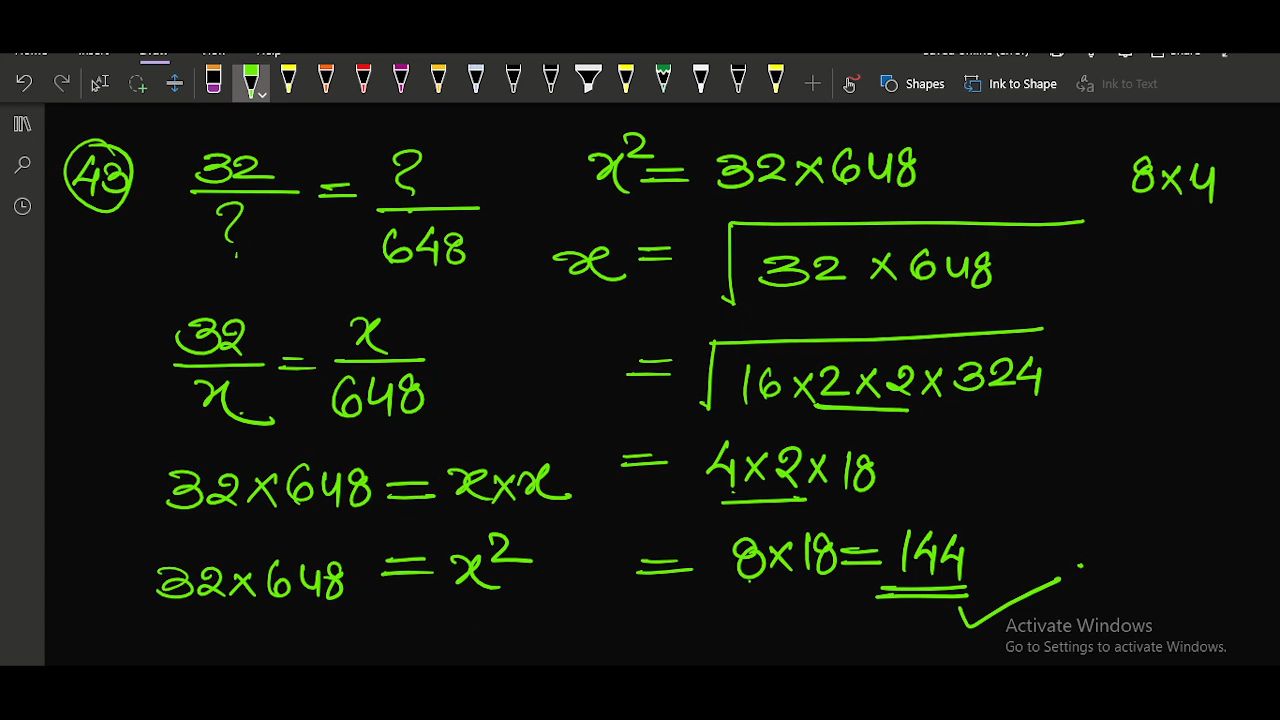 Shapes Ink to Shape Ink to Text
43 32/? = ?/648
32/x = x/648
32×648 = x×x
32×648 = x²
x² = 32×648
8×4
x = √(32×648)
= √(16×2×2×324)
= 4×2×18
= 8×18 = 144
Activate Windows
Go to Settings to activate Windows.